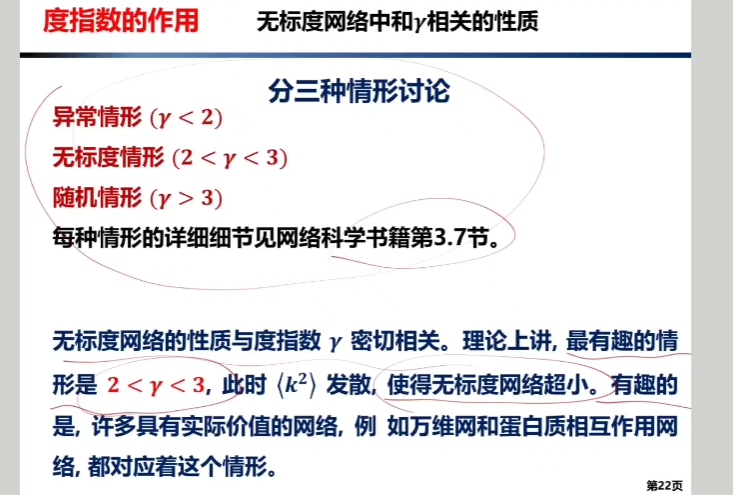 度指数的作用 无标度网络中和γ相关的性质
分三种情形讨论
异常情形 (γ < 2)
无标度情形 (2 < γ < 3)
随机情形 (γ > 3)
每种情形的详细细节见网络科学书籍第3.7节。
无标度网络的性质与度指数 γ 密切相关。理论上讲, 最有趣的情
形是 2 < γ < 3, 此时 ⟨k²⟩ 发散, 使得无标度网络超小。有趣的
是, 许多具有实际价值的网络, 例 如万维网和蛋白质相互作用网
络, 都对应着这个情形。
第22页